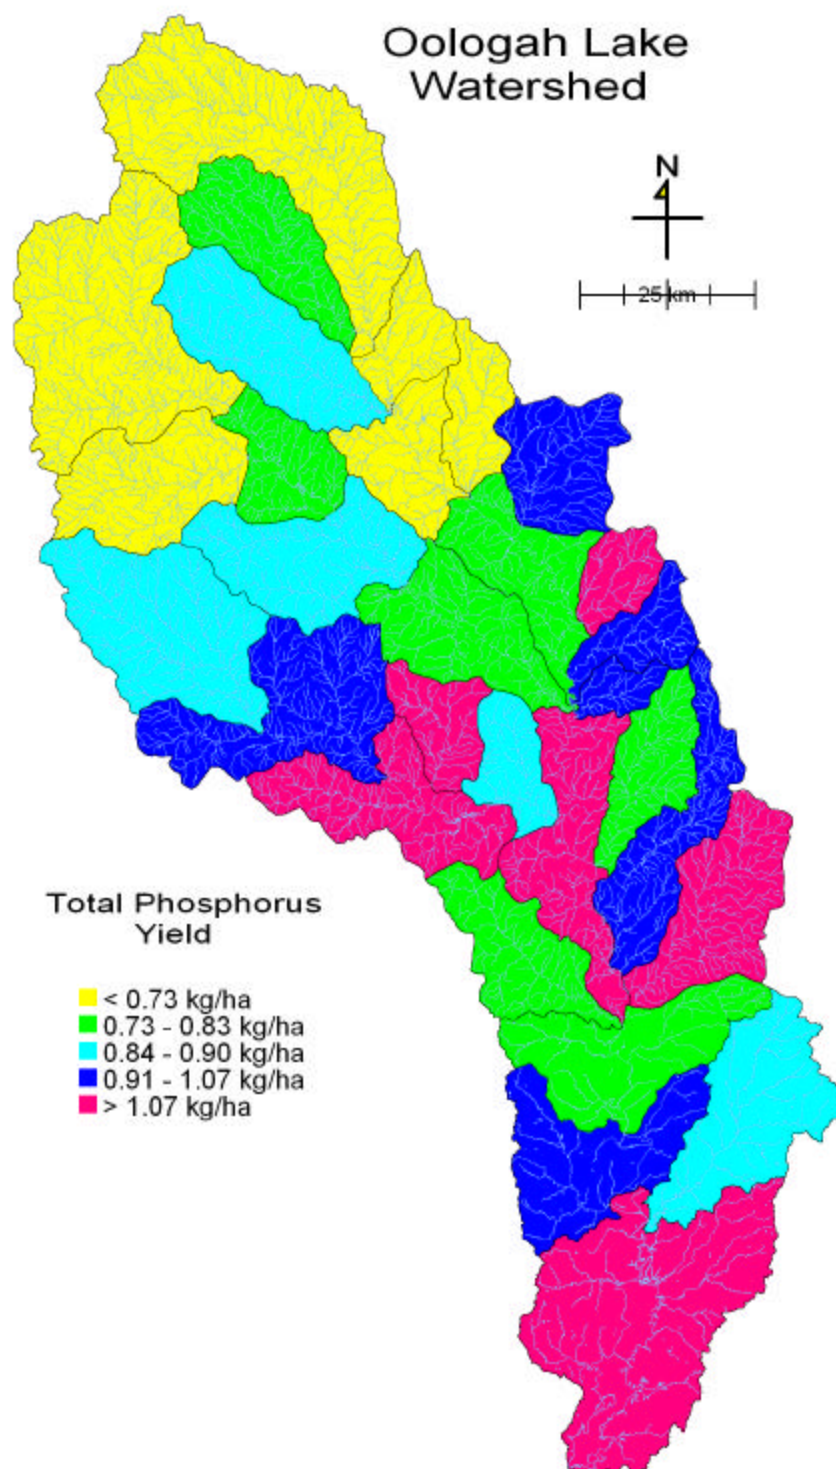 Oologah Lake
Watershed
N
25 km
Total Phosphorus
Yield
< 0.73 kg/ha
0.73 - 0.83 kg/ha
0.84 - 0.90 kg/ha
0.91 - 1.07 kg/ha
> 1.07 kg/ha